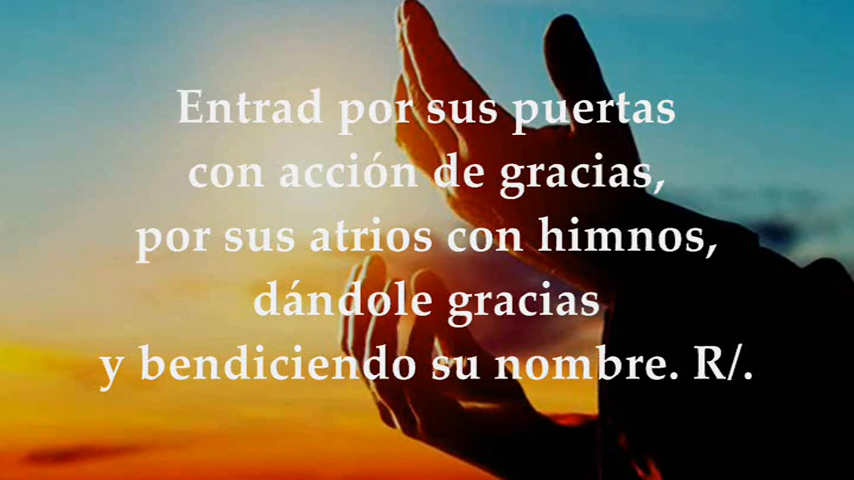 Entrad por sus puertas
con acción de gracias,
por sus atrios con himnos,
dándole gracias
y bendiciendo su nombre. R/.